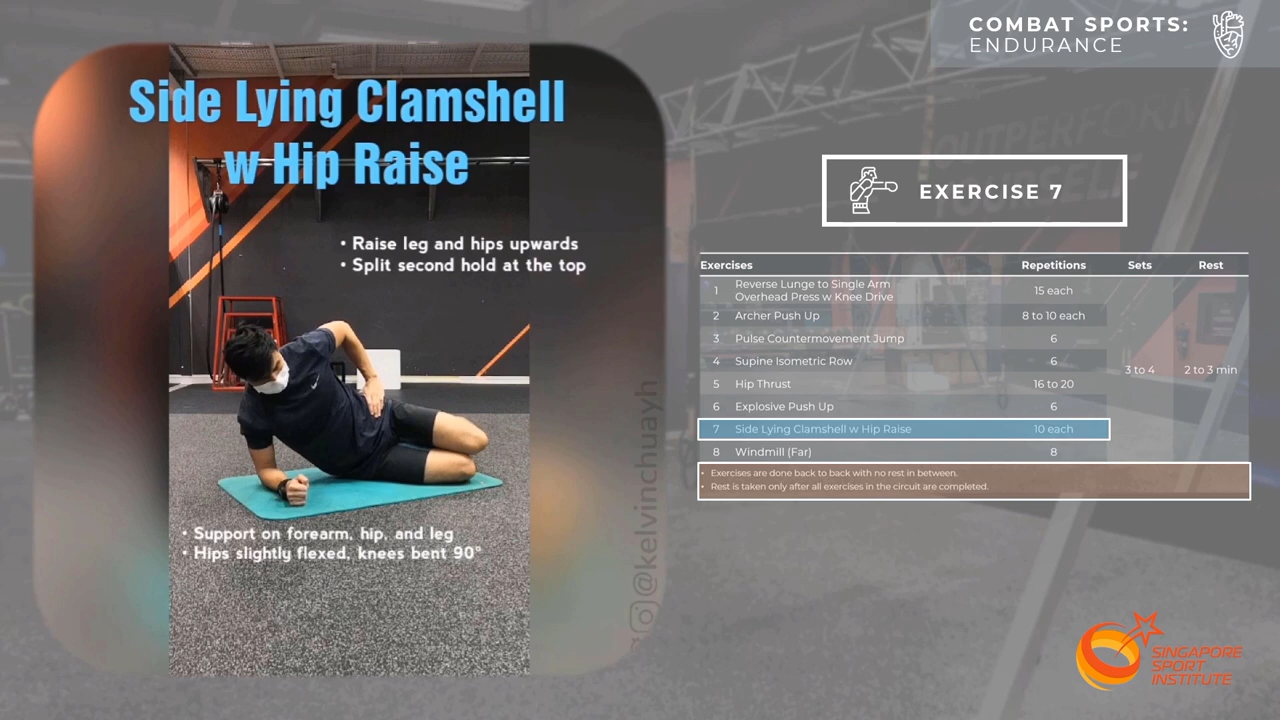 COMBAT SPORTS:
ENDURANCE
Side Lying Clamshell
w Hip Raise
• Raise leg and hips upwards
• Split second hold at the top
• Support on forearm, hip, and leg
• Hips slightly flexed, knees bent 90°
@kelvinchuayh
EXERCISE 7
Exercises Repetitions Sets Rest
1 Reverse Lunge to Single Arm
Overhead Press w Knee Drive 15 each
2 Archer Push Up 8 to 10 each
3 Pulse Countermovement Jump 6
4 Supine Isometric Row 6
3 to 4 2 to 3 min
5 Hip Thrust 16 to 20
6 Explosive Push Up 6
7 Side Lying Clamshell w Hip Raise 10 each
8 Windmill (Far) 8
• Exercises are done back to back with no rest in between.
• Rest is taken only after all exercises in the circuit are completed.
OUTPERFORM
YOURSELF
SINGAPORE
SPORT
INSTITUTE